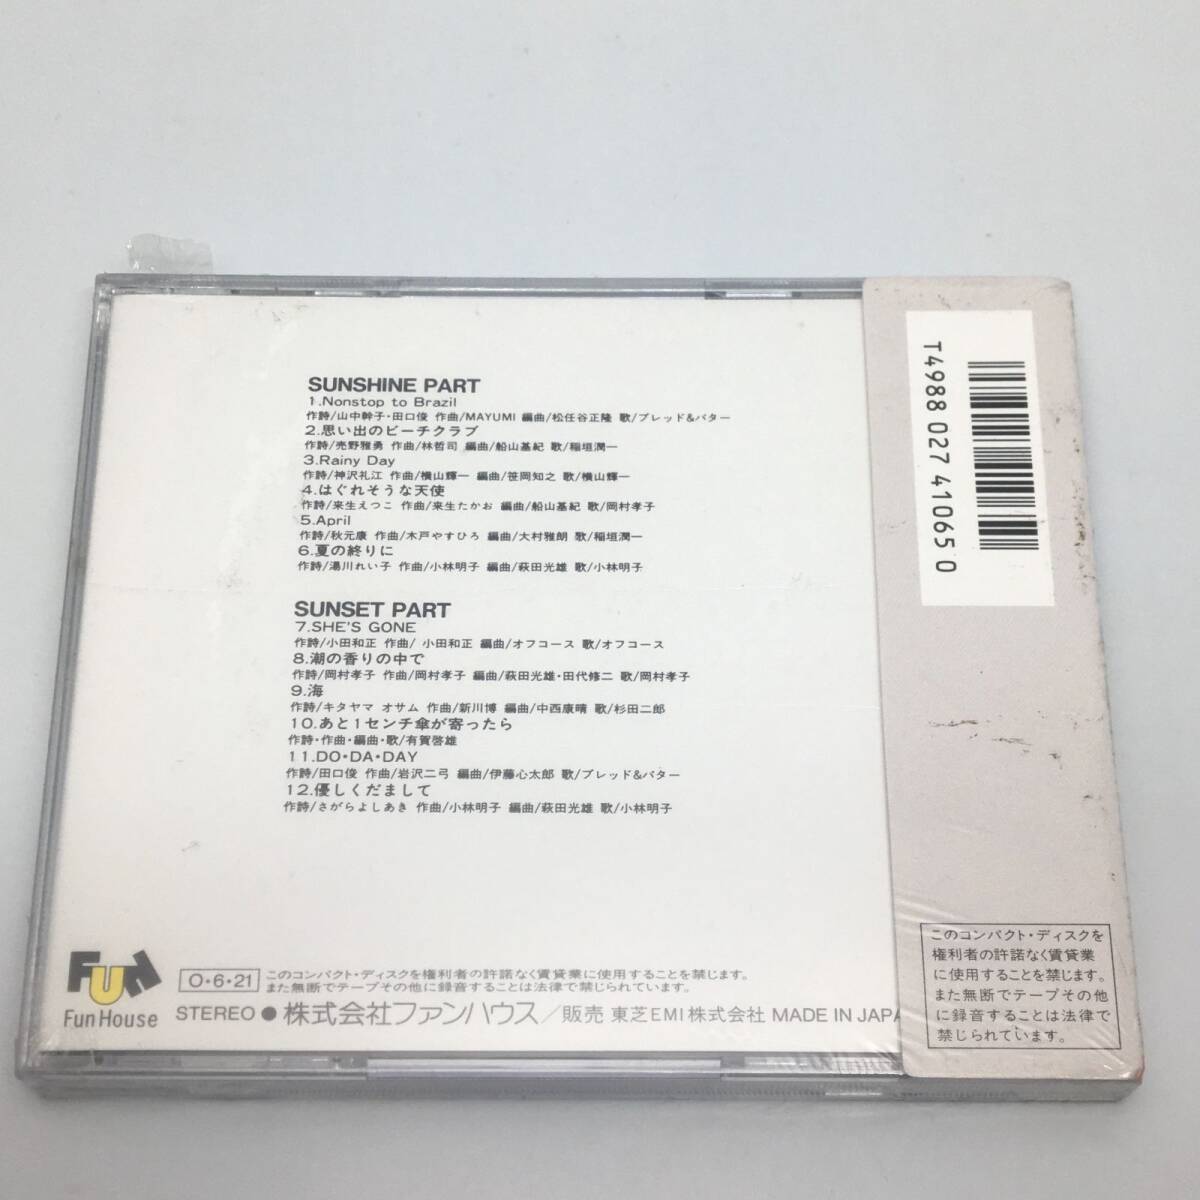 SUNSHINE PART
1.Nonstop to Brazil
作詩/山中幹子・田口俊 作曲/MAYUMI 編曲/松任谷正隆 歌/ブレッド&バター
2.思い出のビーチクラブ
作詩/売野雅勇 作曲/林哲司 編曲/船山基紀 歌/稲垣潤一
3.Rainy Day
作詩/神沢礼江 作曲/横山輝一 編曲/笹岡知之 歌/横山輝一
4.はぐれそうな天使
作詩/来生えつこ 作曲/来生たかお 編曲/船山基紀 歌/岡村孝子
5.April
作詩/秋元康 作曲/木戸やすひろ 編曲/大村雅朗 歌/稲垣潤一
6.夏の終りに
作詩/湯川れい子 作曲/小林明子 編曲/萩田光雄 歌/小林明子
SUNSET PART
7.SHE'S GONE
作詩/小田和正 作曲/ 小田和正 編曲/オフコース 歌/オフコース
8.潮の香りの中で
作詩/岡村孝子 作曲/岡村孝子 編曲/萩田光雄・田代修二 歌/岡村孝子
9.海
作詩/キタヤマ オサム 作曲/新川博 編曲/中西康晴 歌/杉田二郎
10.あと1センチ傘が寄ったら
作詩・作曲・編曲・歌/有賀啓雄
11.DO・DA・DAY
作詩/田口俊 作曲/岩沢二弓 編曲/伊藤心太郎 歌/ブレッド&バター
12.優しくだまして
作詩/さがらよしあき 作曲/小林明子 編曲/萩田光雄 歌/小林明子
Fun
Fun House
O・6・21
このコンパクト・ディスクを権利者の許諾なく賃貸業に使用することを禁じます。
また無断でテープその他に録音することは法律で禁じられています。
STEREO ● 株式会社ファンハウス/販売 東芝EMI株式会社 MADE IN JAPA
T4988 027 41065 0
このコンパクト・ディスクを
権利者の許諾なく賃貸業
に使用することを禁じます。
また無断でテープその他
に録音することは法律で
禁じられています。